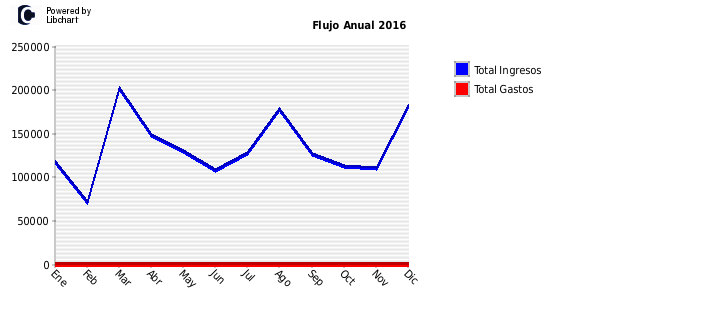 Powered by
Libchart
Flujo Anual 2016
250000
200000
150000
100000
50000
0
Ene
Feb
Mar
Abr
May
Jun
Jul
Ago
Sep
Oct
Nov
Dic
Total Ingresos
Total Gastos